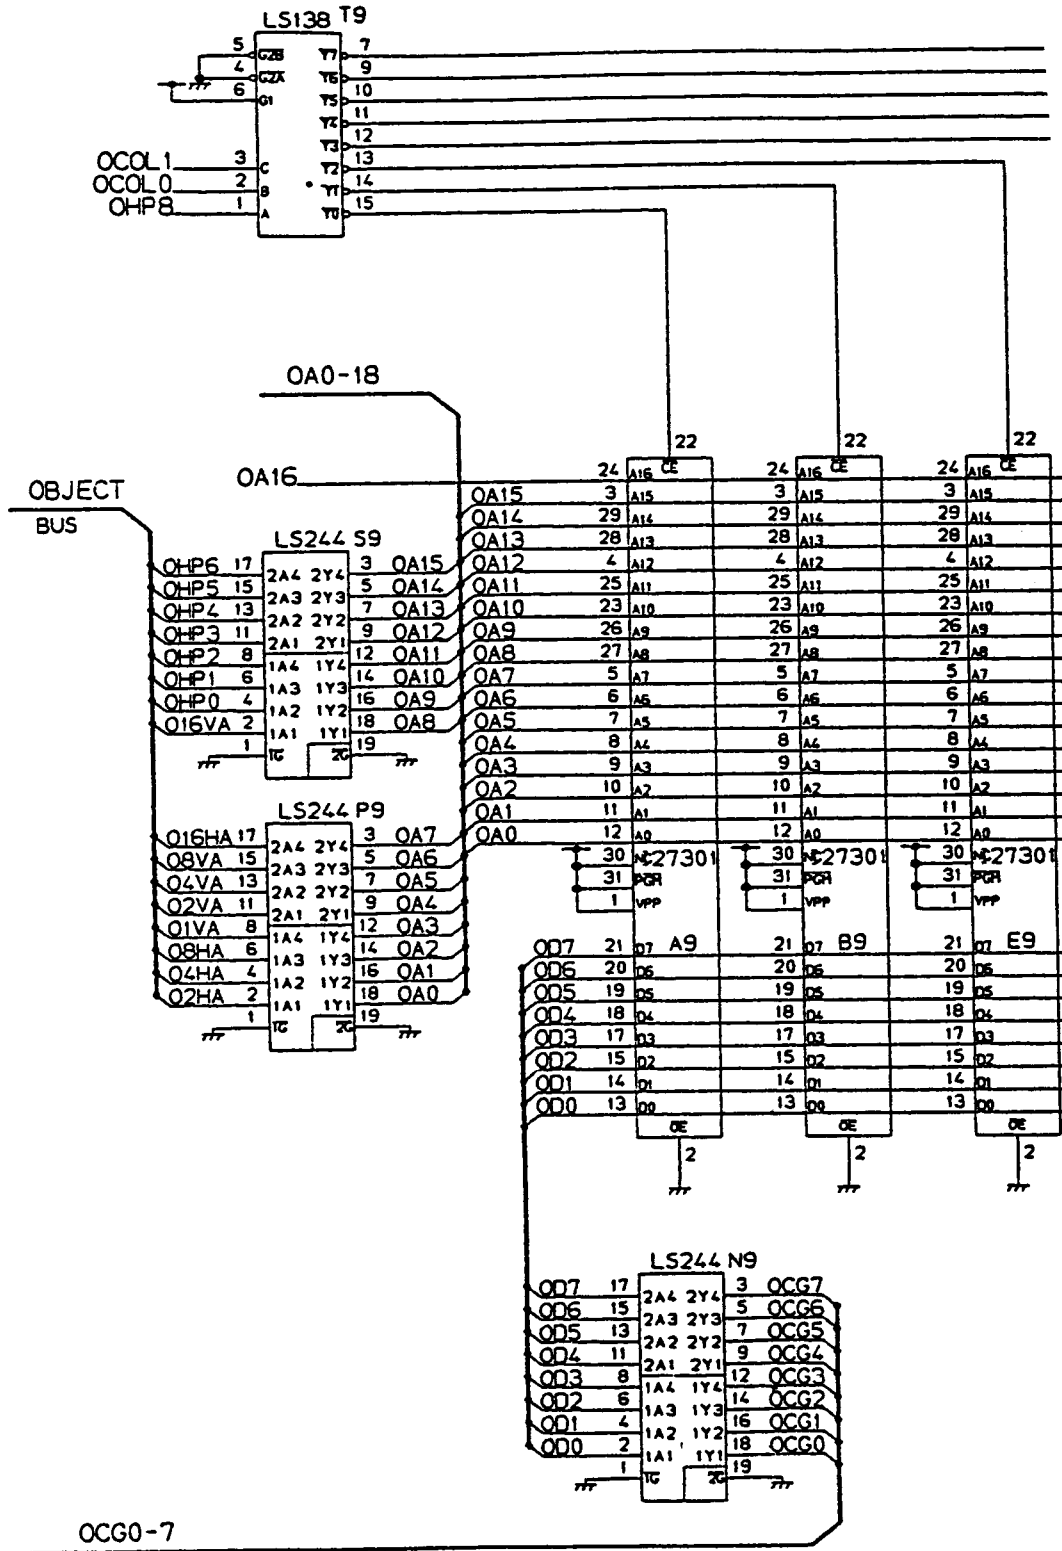 LS138 T9
5 G2B Y7 7
4 G2A Y6 9
6 G1 Y5 10
Y4 11
Y3 12
OCOL1 3 C Y2 13
OCOL0 2 B Y1 14
OHP8 1 A Y0 15
OA0-18
22 22 22
CE CE CE
OA16 24 A16 24 A16 24 A16
OA15 3 A15 3 A15 3 A15
OA14 29 A14 29 A14 29 A14
OA13 28 A13 28 A13 28 A13
OA12 4 A12 4 A12 4 A12
OA11 25 A11 25 A11 25 A11
OA10 23 A10 23 A10 23 A10
OA9 26 A9 26 A9 26 A9
OA8 27 A8 27 A8 27 A8
OA7 5 A7 5 A7 5 A7
OA6 6 A6 6 A6 6 A6
OA5 7 A5 7 A5 7 A5
OA4 8 A4 8 A4 8 A4
OA3 9 A3 9 A3 9 A3
OA2 10 A2 10 A2 10 A2
OA1 11 A1 11 A1 11 A1
OA0 12 A0 12 A0 12 A0
30 27301 30 27301 30 27301
31 PGM 31 PGM 31 PGM
1 VPP 1 VPP 1 VPP
OBJECT
BUS
LS244 S9
OHP6 17 2A4 2Y4 3 OA15
OHP5 15 2A3 2Y3 5 OA14
OHP4 13 2A2 2Y2 7 OA13
OHP3 11 2A1 2Y1 9 OA12
OHP2 8 1A4 1Y4 12 OA11
OHP1 6 1A3 1Y3 14 OA10
OHP0 4 1A2 1Y2 16 OA9
O16VA 2 1A1 1Y1 18 OA8
1 1G 2G 19
LS244 P9
O16HA 17 2A4 2Y4 3 OA7
O8VA 15 2A3 2Y3 5 OA6
O4VA 13 2A2 2Y2 7 OA5
O2VA 11 2A1 2Y1 9 OA4
O1VA 8 1A4 1Y4 12 OA3
O8HA 6 1A3 1Y3 14 OA2
O4HA 4 1A2 1Y2 16 OA1
O2HA 2 1A1 1Y1 18 OA0
1 1G 2G 19
OD7 21 D7 A9 21 D7 B9 21 D7 E9
OD6 20 D6 20 D6 20 D6
OD5 19 D5 19 D5 19 D5
OD4 18 D4 18 D4 18 D4
OD3 17 D3 17 D3 17 D3
OD2 15 D2 15 D2 15 D2
OD1 14 D1 14 D1 14 D1
OD0 13 D0 13 D0 13 D0
OE OE OE
2 2 2
LS244 N9
OD7 17 2A4 2Y4 3 OCG7
OD6 15 2A3 2Y3 5 OCG6
OD5 13 2A2 2Y2 7 OCG5
OD4 11 2A1 2Y1 9 OCG4
OD3 8 1A4 1Y4 12 OCG3
OD2 6 1A3 1Y3 14 OCG2
OD1 4 1A2 1Y2 16 OCG1
OD0 2 1A1 1Y1 18 OCG0
1 1G 2G 19
OCG0-7